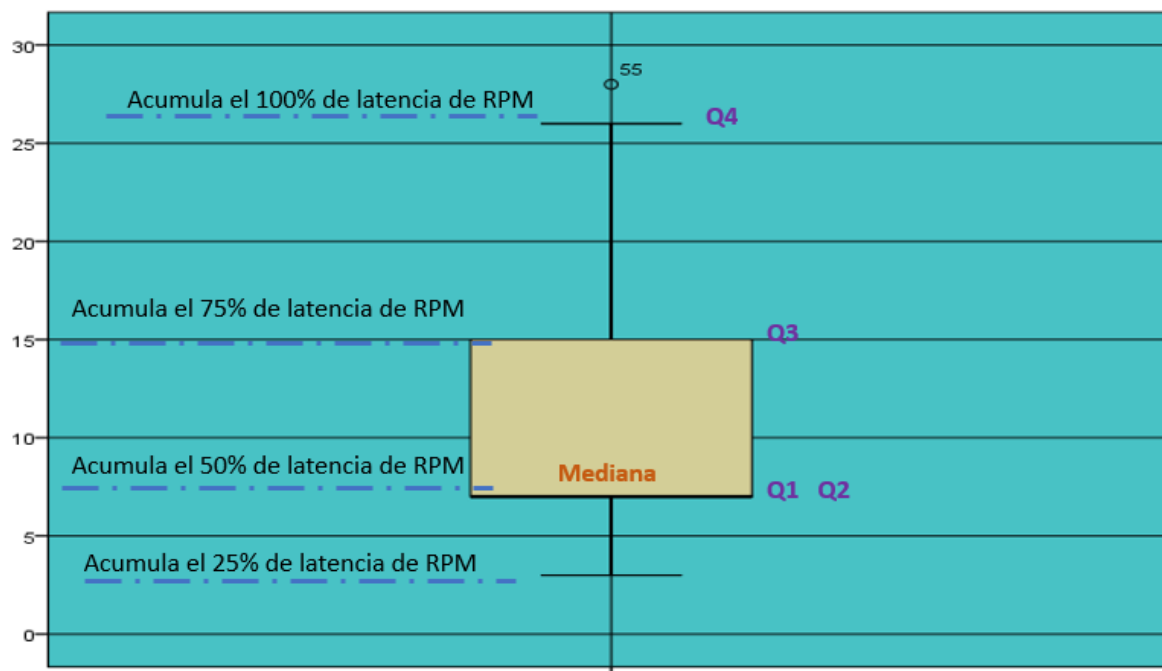 30
55
Acumula el 100% de latencia de RPM
Q4
25
20
Acumula el 75% de latencia de RPM
Q3
15
10
Acumula el 50% de latencia de RPM
Mediana
Q1 Q2
5
Acumula el 25% de latencia de RPM
0